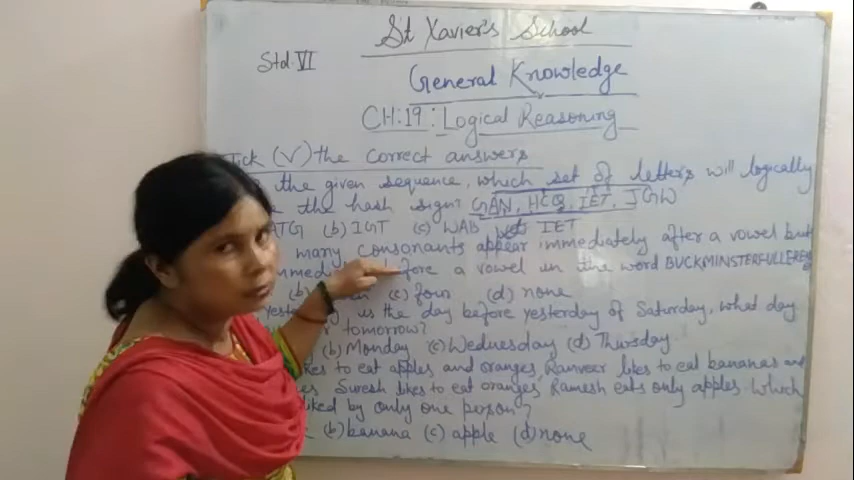 St Xavier's School
Std. VI
General Knowledge
CH:19: Logical Reasoning
Tick (√) the correct answers
the given sequence, which set of letters will logically
the hash sign? GAN, HCQ, IET, JGW
ATG (b) IGT (c) WAB IET
many consonants appear immediately after a vowel but
before a vowel in the word BUCKMINSTERFULLERENE
(b) (c) four (d) none
yesterday is the day before yesterday of Saturday, what day
tomorrow?
(b) Monday (c) Wednesday (d) Thursday
likes to eat apples and oranges, Ranveer likes to eat bananas and
Suresh likes to eat oranges, Ramesh eats only apples. Which
liked by only one person?
(b) banana (c) apple (d) none